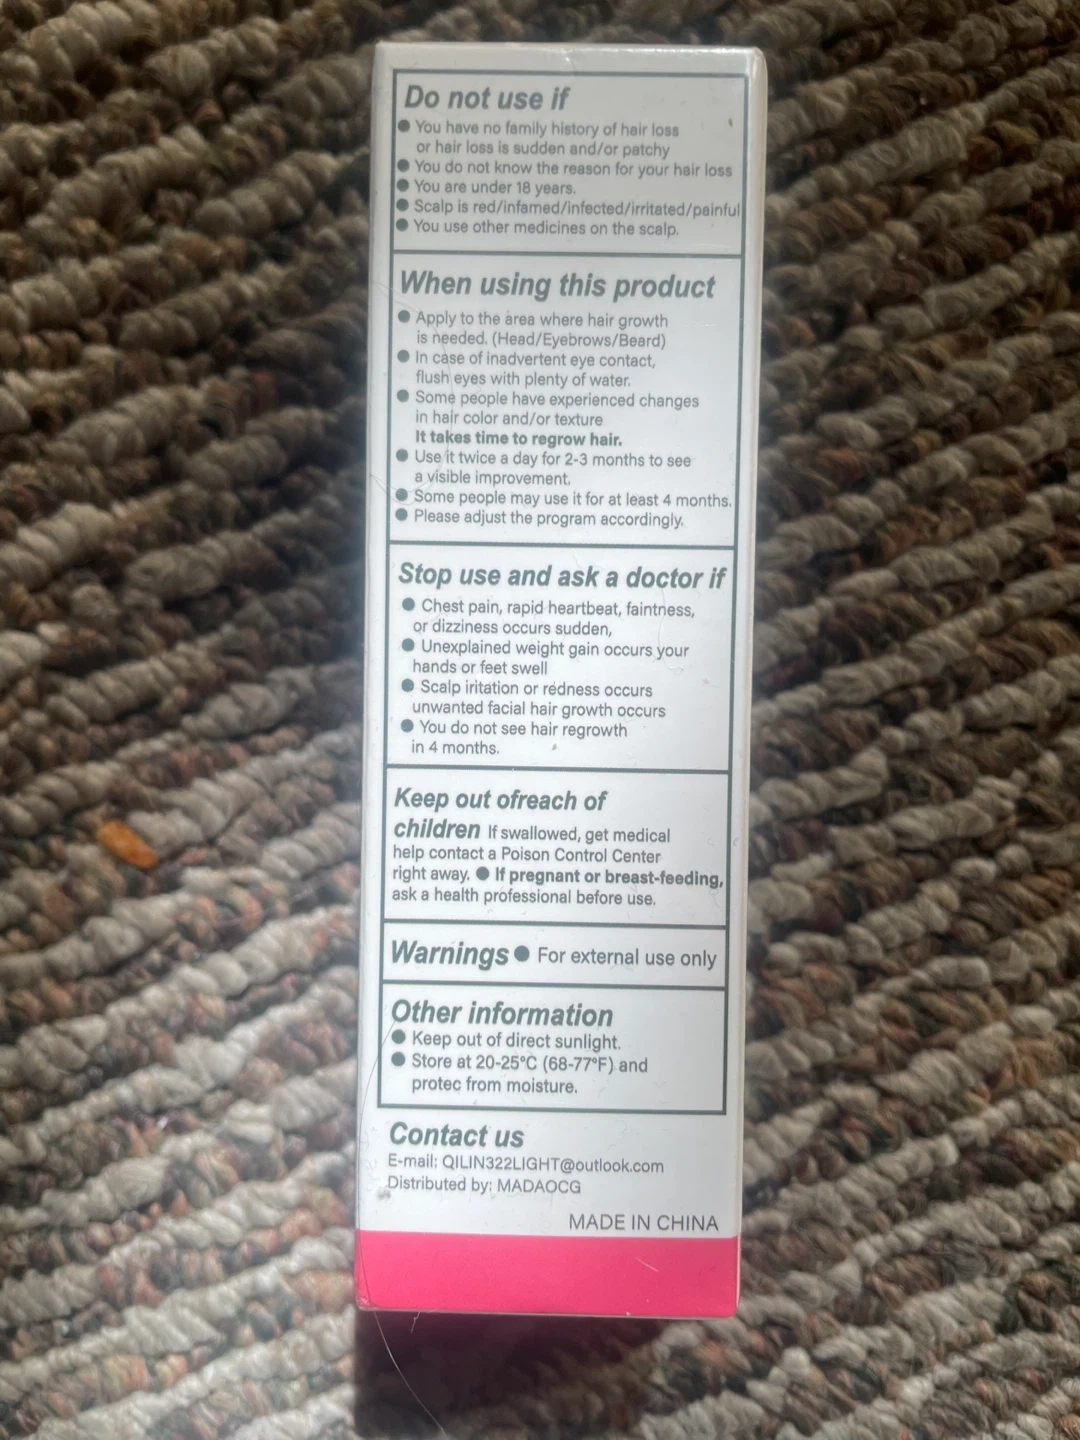 Do not use if
● You have no family history of hair loss
or hair loss is sudden and/or patchy
● You do not know the reason for your hair loss
● You are under 18 years.
● Scalp is red/infamed/infected/irritated/painful
● You use other medicines on the scalp.
When using this product
● Apply to the area where hair growth
is needed. (Head/Eyebrows/Beard)
● In case of inadvertent eye contact,
flush eyes with plenty of water.
● Some people have experienced changes
in hair color and/or texture
It takes time to regrow hair.
● Use it twice a day for 2-3 months to see
a visible improvement.
● Some people may use it for at least 4 months.
● Please adjust the program accordingly.
Stop use and ask a doctor if
● Chest pain, rapid heartbeat, faintness,
or dizziness occurs sudden,
● Unexplained weight gain occurs your
hands or feet swell
● Scalp iritation or redness occurs
unwanted facial hair growth occurs
● You do not see hair regrowth
in 4 months.
Keep out ofreach of
children If swallowed, get medical
help contact a Poison Control Center
right away. ● If pregnant or breast-feeding,
ask a health professional before use.
Warnings ● For external use only
Other information
● Keep out of direct sunlight.
● Store at 20-25°C (68-77°F) and
protec from moisture.
Contact us
E-mail: QILIN322LIGHT@outlook.com
Distributed by: MADAOCG
MADE IN CHINA